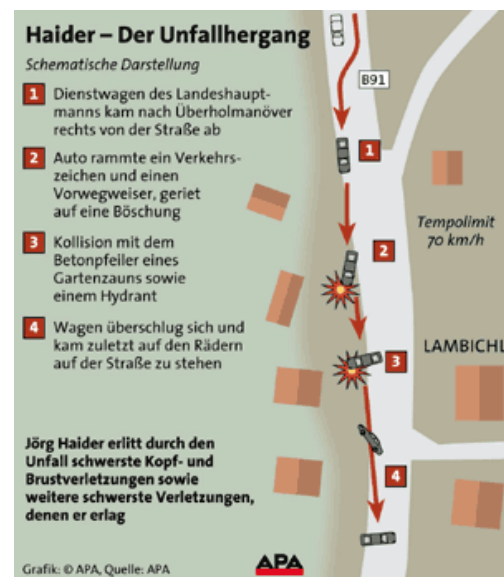 Haider – Der Unfallhergang
Schematische Darstellung
1 Dienstwagen des Landeshaupt-
manns kam nach Überholmanöver
rechts von der Straße ab
2 Auto rammte ein Verkehrs-
zeichen und einen
Vorwegweiser, geriet
auf eine Böschung
3 Kollision mit dem
Betonpfeiler eines
Gartenzauns sowie
einem Hydrant
4 Wagen überschlug sich und
kam zuletzt auf den Rädern
auf der Straße zu stehen
Jörg Haider erlitt durch den
Unfall schwerste Kopf- und
Brustverletzungen sowie
weitere schwerste Verletzungen,
denen er erlag
Grafik: © APA, Quelle: APA
APA
B91
1
Tempolimit
70 km/h
2
LAMBICHL
3
4